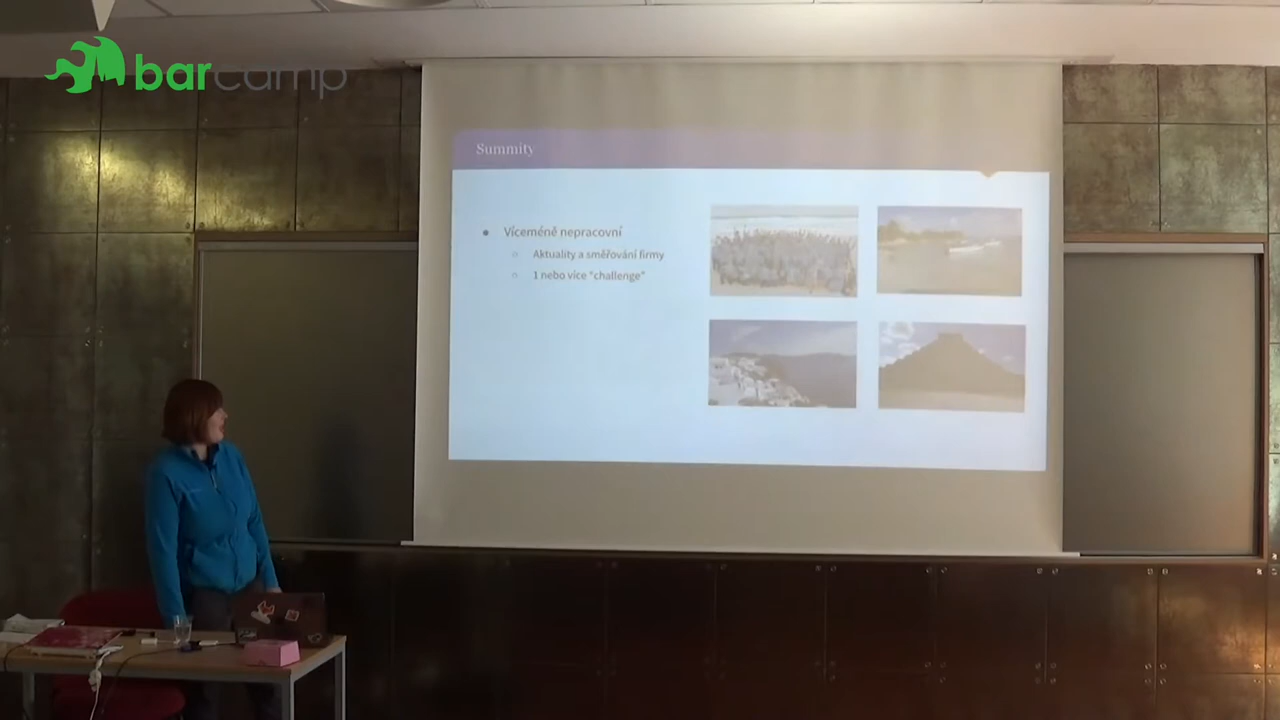 barcamp
Summity
Víceméně nepracovní
Aktuality a směřování firmy
1 nebo více "challenge"